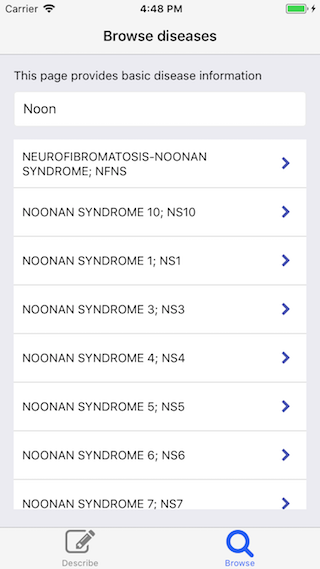 Carrier 4:48 PM
Browse diseases
This page provides basic disease information
Noon
NEUROFIBROMATOSIS-NOONAN
SYNDROME; NFNS
NOONAN SYNDROME 10; NS10
NOONAN SYNDROME 1; NS1
NOONAN SYNDROME 3; NS3
NOONAN SYNDROME 4; NS4
NOONAN SYNDROME 5; NS5
NOONAN SYNDROME 6; NS6
NOONAN SYNDROME 7; NS7
Describe Browse